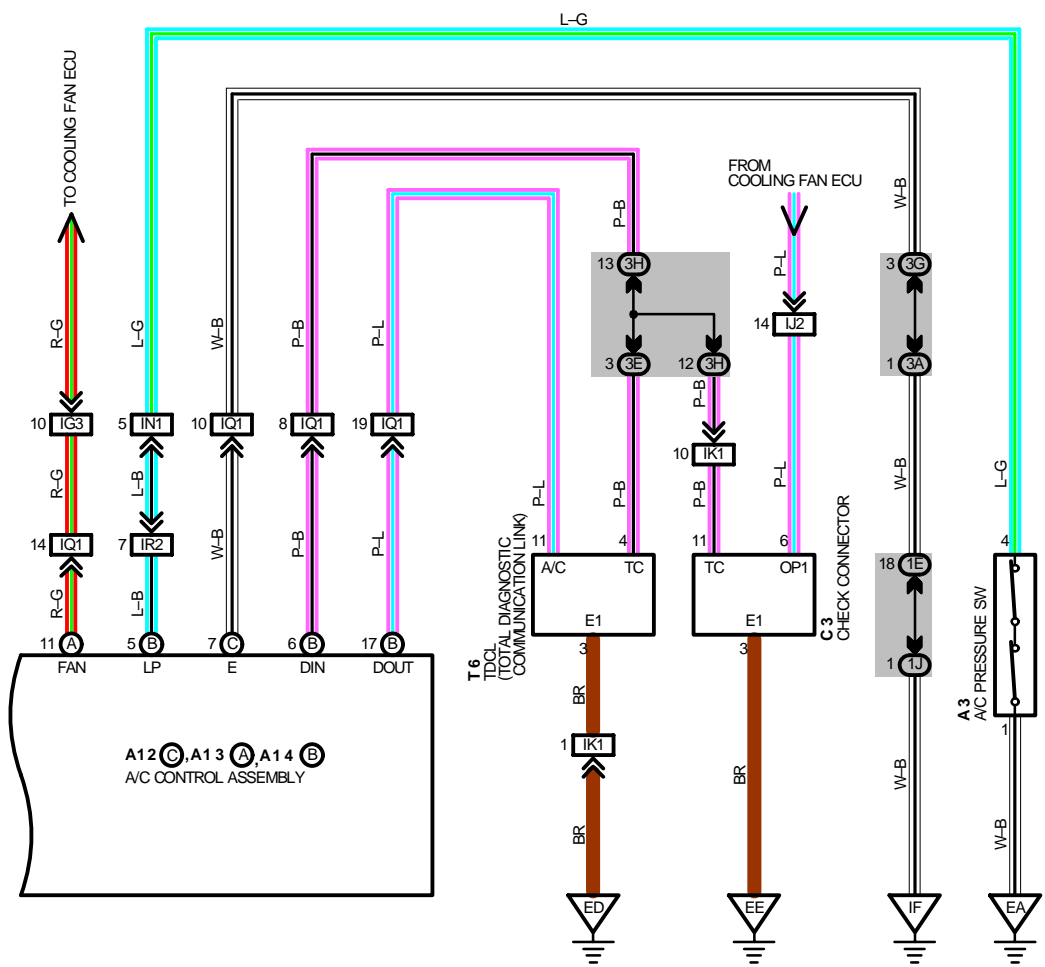 L–G
TO COOLING FAN ECU
FROM
COOLING FAN ECU
P–B
W–B
P–L
13 3H
3 3G
14 IJ2
R–G
L–G
W–B
P–B
P–L
3 3E
12 3H
1 3A
P–B
10 IG3
5 IN1
10 IQ1
8 IQ1
19 IQ1
10 IK1
R–G
L–B
P–L
P–B
P–B
P–L
W–B
L–G
14 IQ1
7 IR2
W–B
P–B
P–L
11
4
11
6
4
A/C TC
TC OP1
18 1E
R–G
L–B
E1
E1
11 A
5 B
7 C
6 B
17 B
FAN LP E DIN DOUT
T 6
TDCL
(TOTAL DIAGNOSTIC
COMMUNICATION LINK)
3
3
C 3
CHECK CONNECTOR
1 1J
A 3
A/C PRESSURE SW
1
BR
A12 C , A13 A , A14 B
A/C CONTROL ASSEMBLY
1 IK1
BR
BR
W–B
W–B
ED
EE
IF
EA